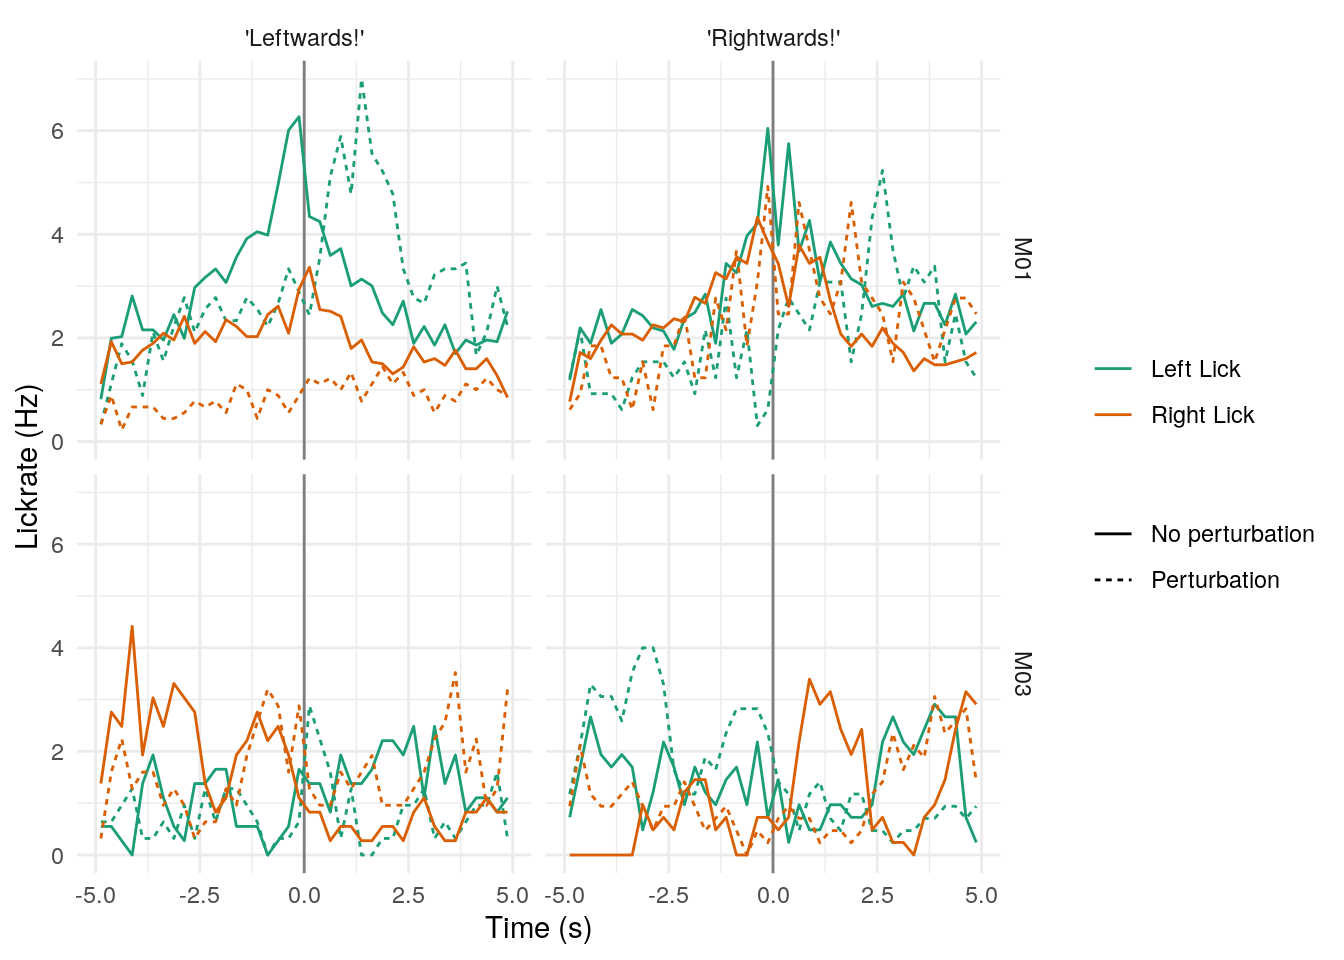 'Leftwards!' 'Rightwards!'
6
4
2
0
M01
6
4
2
0
M03
Lickrate (Hz)
-5.0 -2.5 0.0 2.5 5.0 -5.0 -2.5 0.0 2.5 5.0
Time (s)
Left Lick
Right Lick
No perturbation
Perturbation